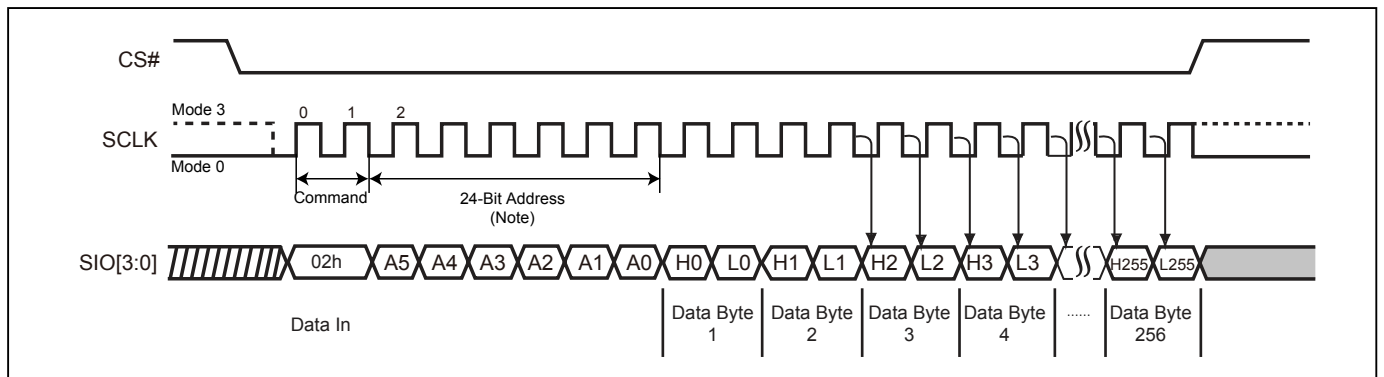 CS#
Mode 3
0 1 2
SCLK
Mode 0
Command
24-Bit Address
(Note)
SIO[3:0]
02h A5 A4 A3 A2 A1 A0 H0 L0 H1 L1 H2 L2 H3 L3 H255 L255
Data In
Data Byte 1
Data Byte 2
Data Byte 3
Data Byte 4
......
Data Byte 256